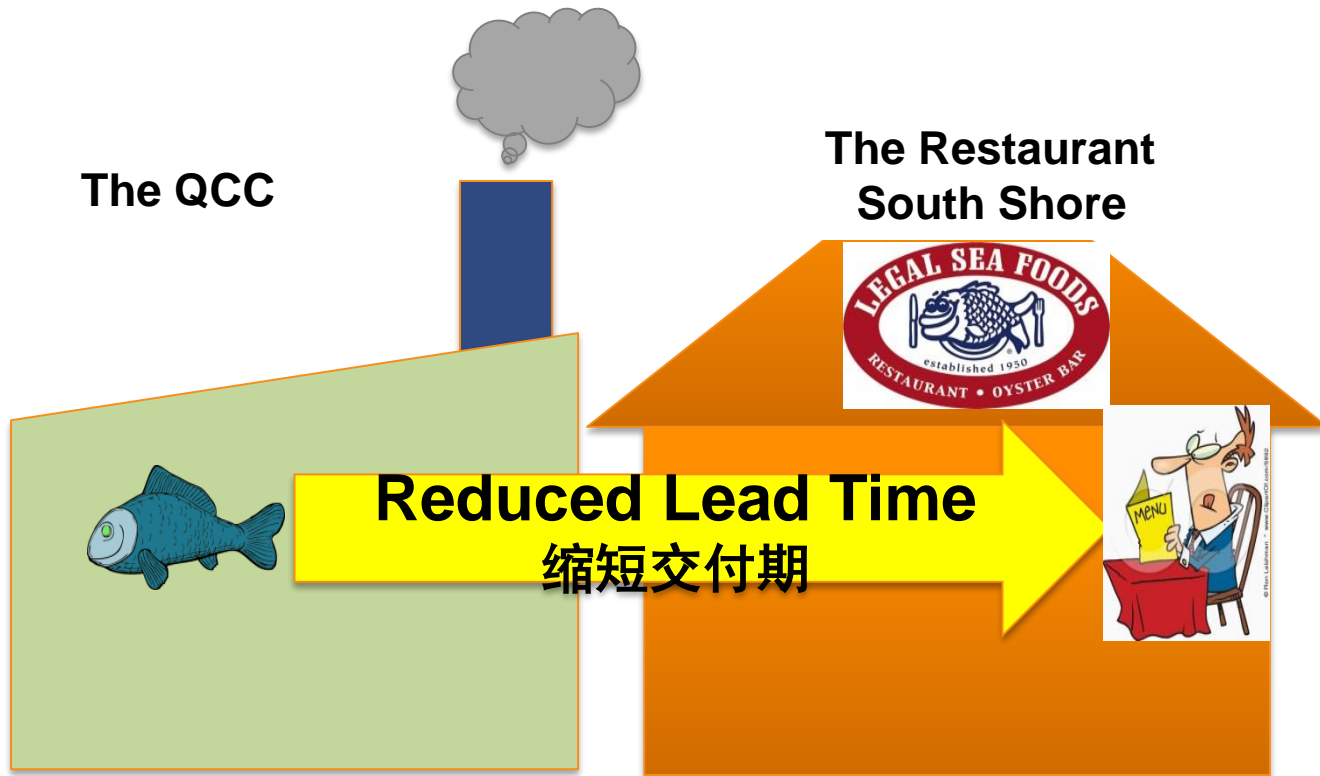 The QCC
The Restaurant
South Shore
LEGAL SEA FOODS
®
established 1950
RESTAURANT • OYSTER BAR
MENU
Reduced Lead Time
缩短交付期